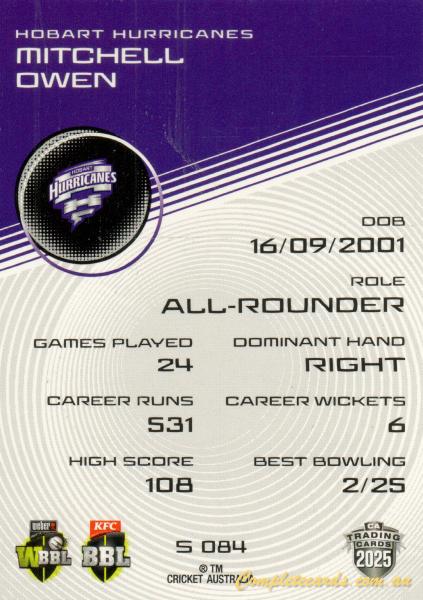 HOBART HURRICANES
MITCHELL
OWEN
HOBART
HURRICANES
DOB
16/09/2001
ROLE
ALL-ROUNDER
GAMES PLAYED
24
DOMINANT HAND
RIGHT
CAREER RUNS
531
CAREER WICKETS
6
HIGH SCORE
108
BEST BOWLING
2/25
weber
WBBL
KFC
BBL
S 084
® TM
CRICKET AUSTRALIA
CA
TRADING
CARDS
2025
Completecards.com.au